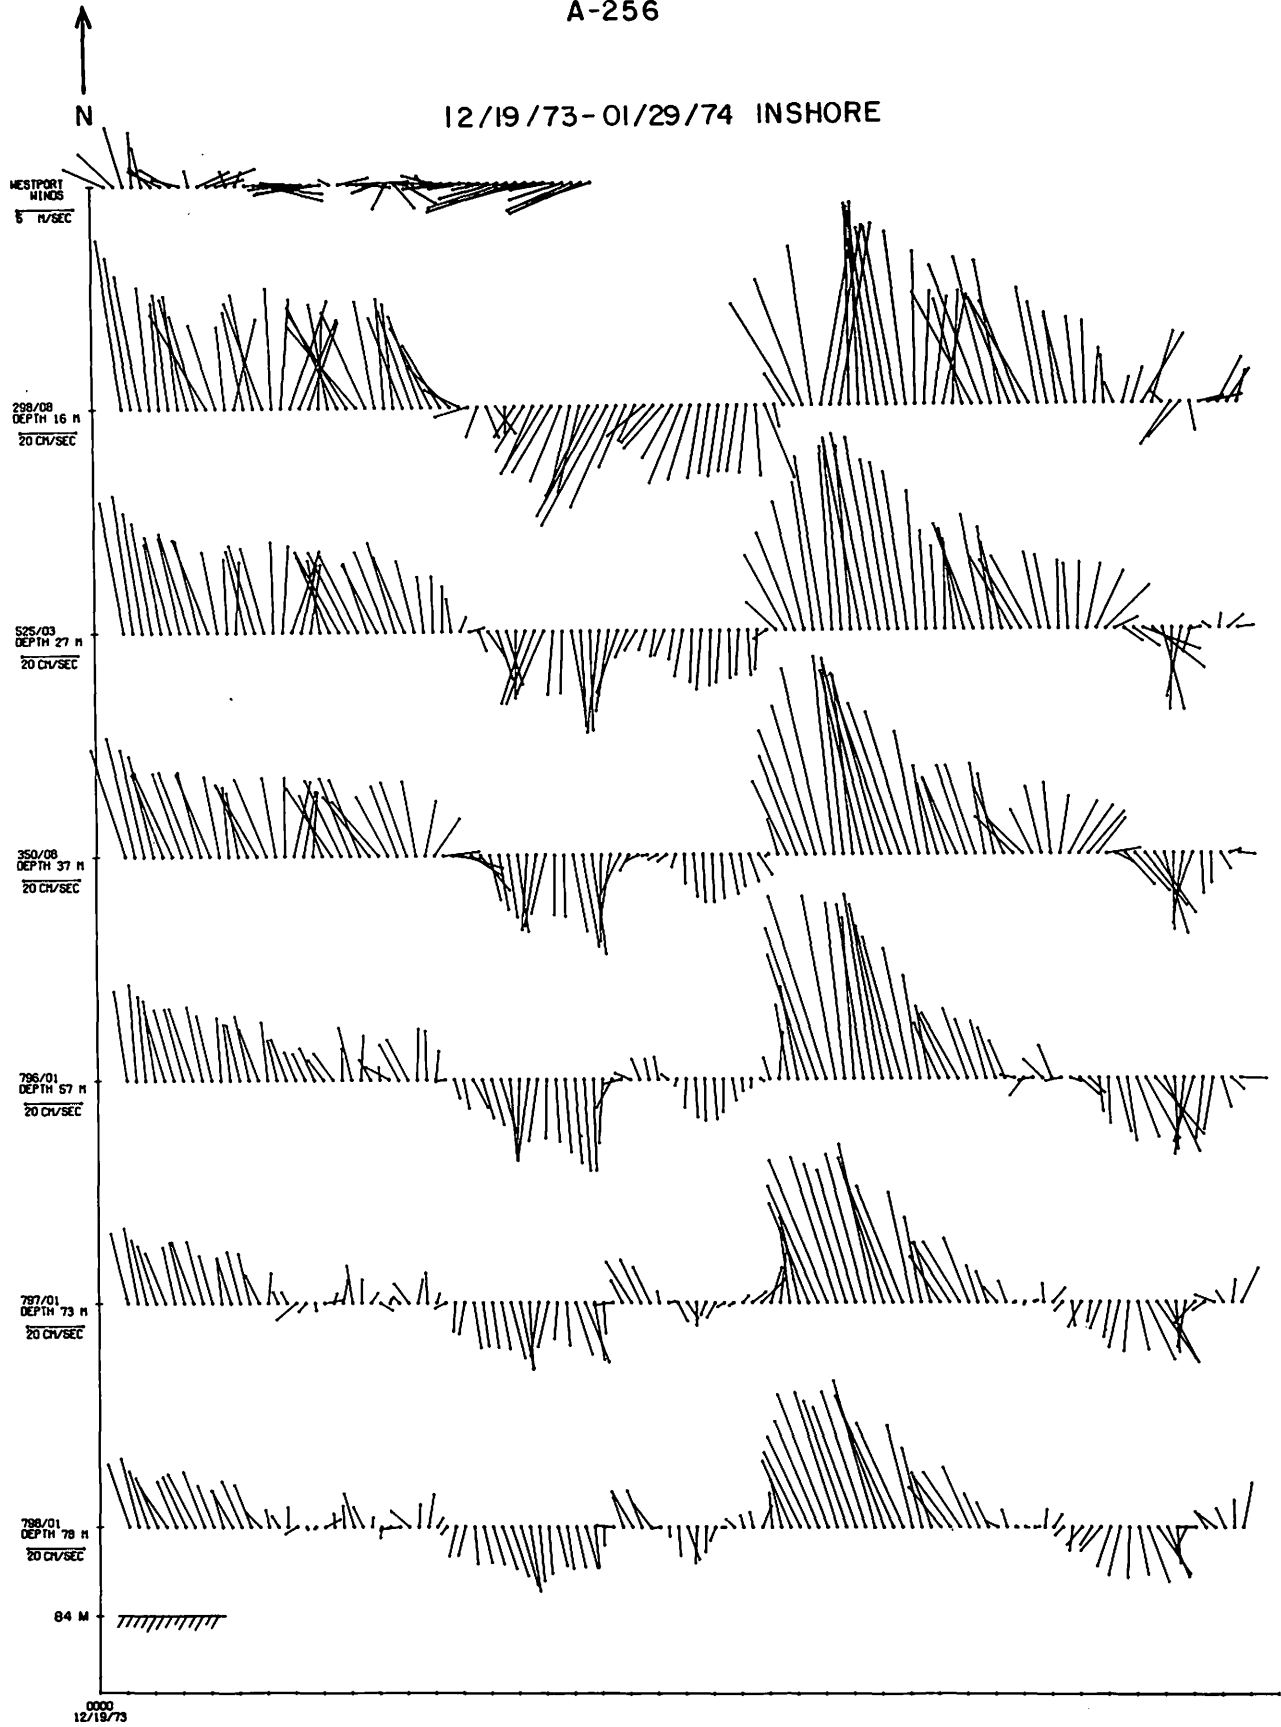 A-256
N
12/19/73-01/29/74 INSHORE
WESTPORT
WINDS
5 M/SEC
298/08
DEPTH 16 M
20 CM/SEC
525/03
DEPTH 27 M
20 CM/SEC
350/08
DEPTH 37 M
20 CM/SEC
796/01
DEPTH 57 M
20 CM/SEC
797/01
DEPTH 73 M
20 CM/SEC
798/01
DEPTH 78 M
20 CM/SEC
84 M
0000
12/19/73